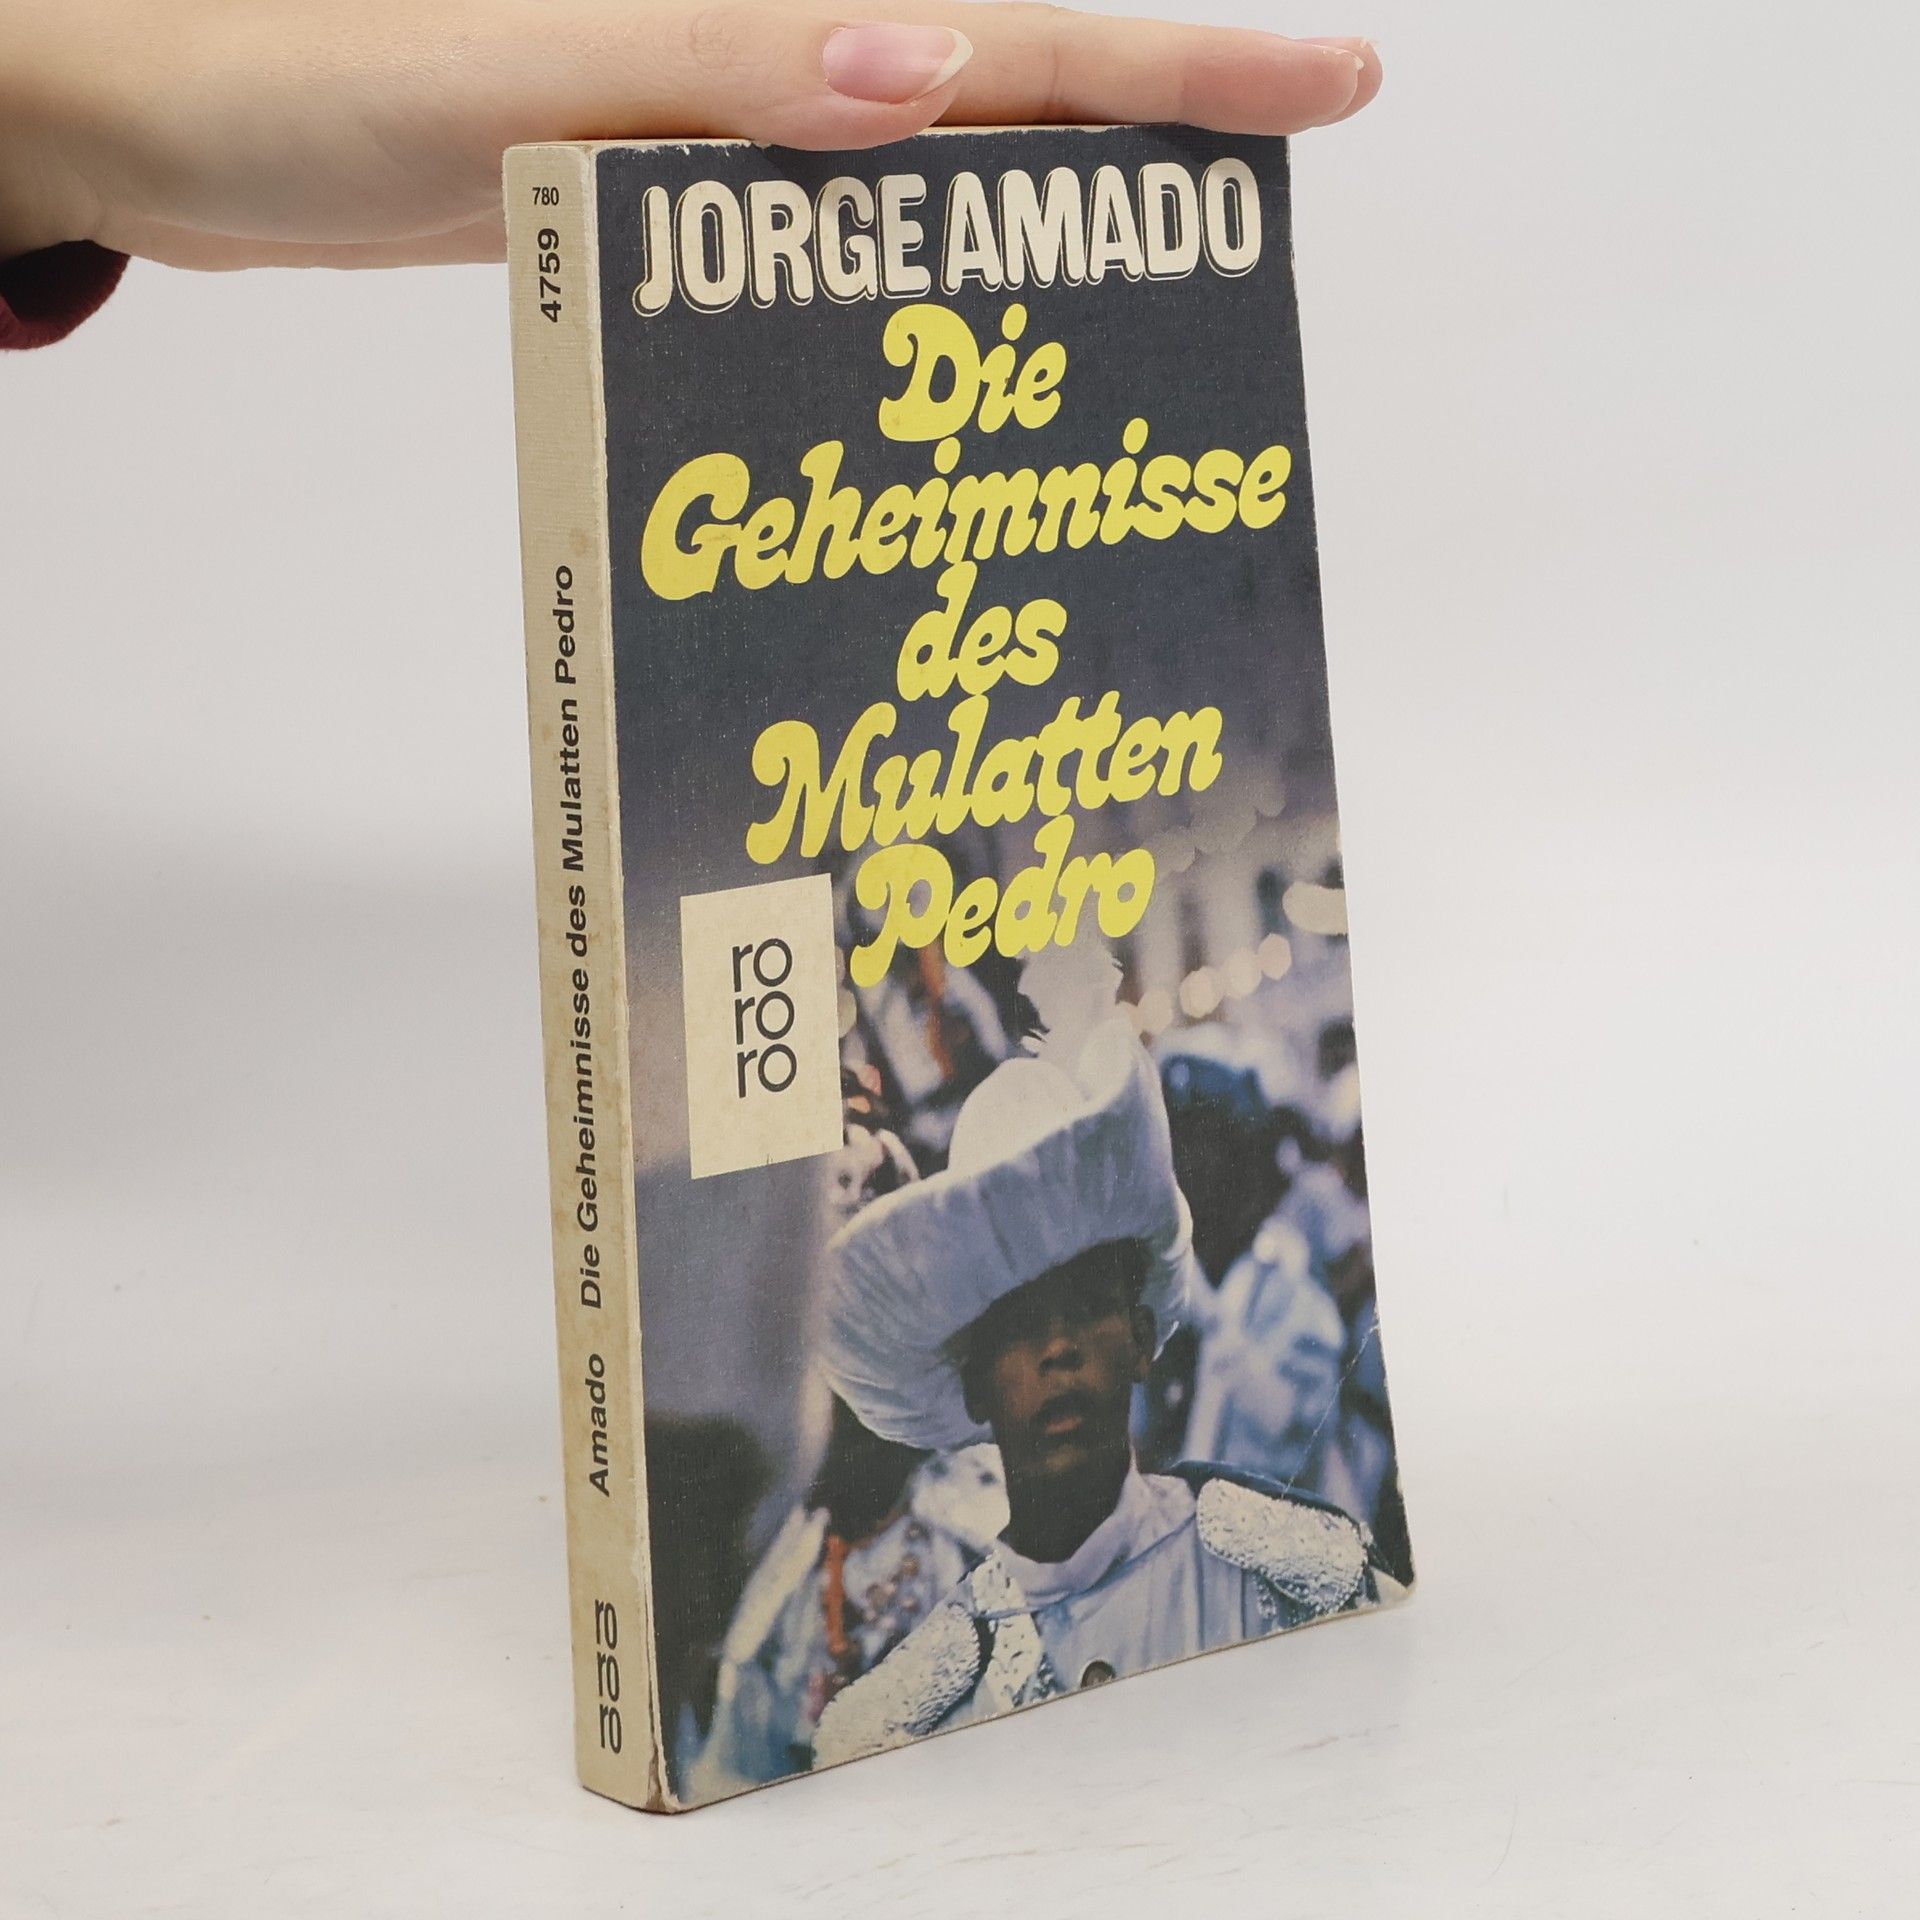 JORGE AMADO
Die
Geheimnisse
des
Mulatten
Pedro
ro
ro
ro
780
4759
Amado Die Geheimnisse des Mulatten Pedro
ro
ro
ro